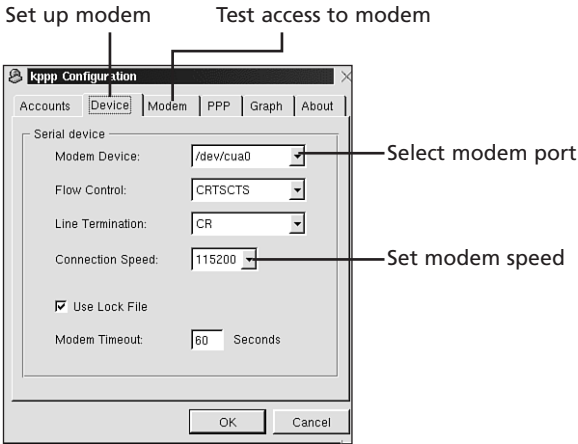 Set up modem
Test access to modem
kppp Configuration
Accounts Device Modem PPP Graph About
Serial device
Modem Device: /dev/cua0
Select modem port
Flow Control: CRTSCTS
Line Termination: CR
Connection Speed: 115200
Set modem speed
Use Lock File
Modem Timeout: 60 Seconds
OK Cancel